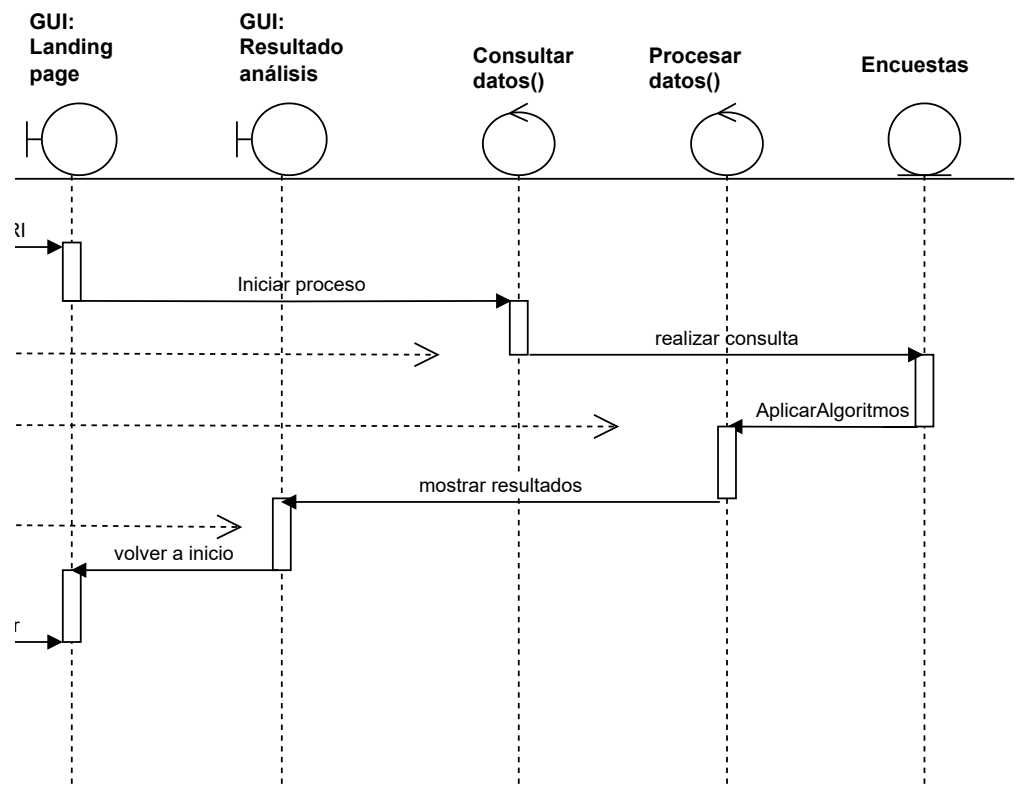 GUI:
Landing
page
GUI:
Resultado
análisis
Consultar
datos()
Procesar
datos()
Encuestas
RI
Iniciar proceso
realizar consulta
AplicarAlgoritmos
mostrar resultados
volver a inicio
r